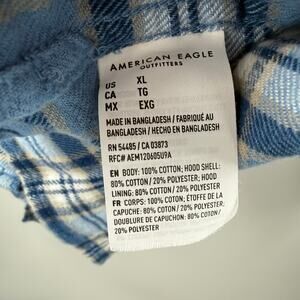 AMERICAN EAGLE
OUTFITTERS
US XL
CA TG
MX EXG
MADE IN BANGLADESH / FABRIQUÉ AU
BANGLADESH / HECHO EN BANGLADESH
RN 54485 / CA 03873
RFC# AEM120605U9A
EN BODY: 100% COTTON; HOOD SHELL:
80% COTTON / 20% POLYESTER; HOOD
LINING: 80% COTTON / 20% POLYESTER
FR CORPS: 100% COTON; ÉTOFFE DE LA
CAPUCHE: 80% COTON / 20% POLYESTER;
DOUBLURE DE CAPUCHON: 80% COTON/
20% POLYESTER